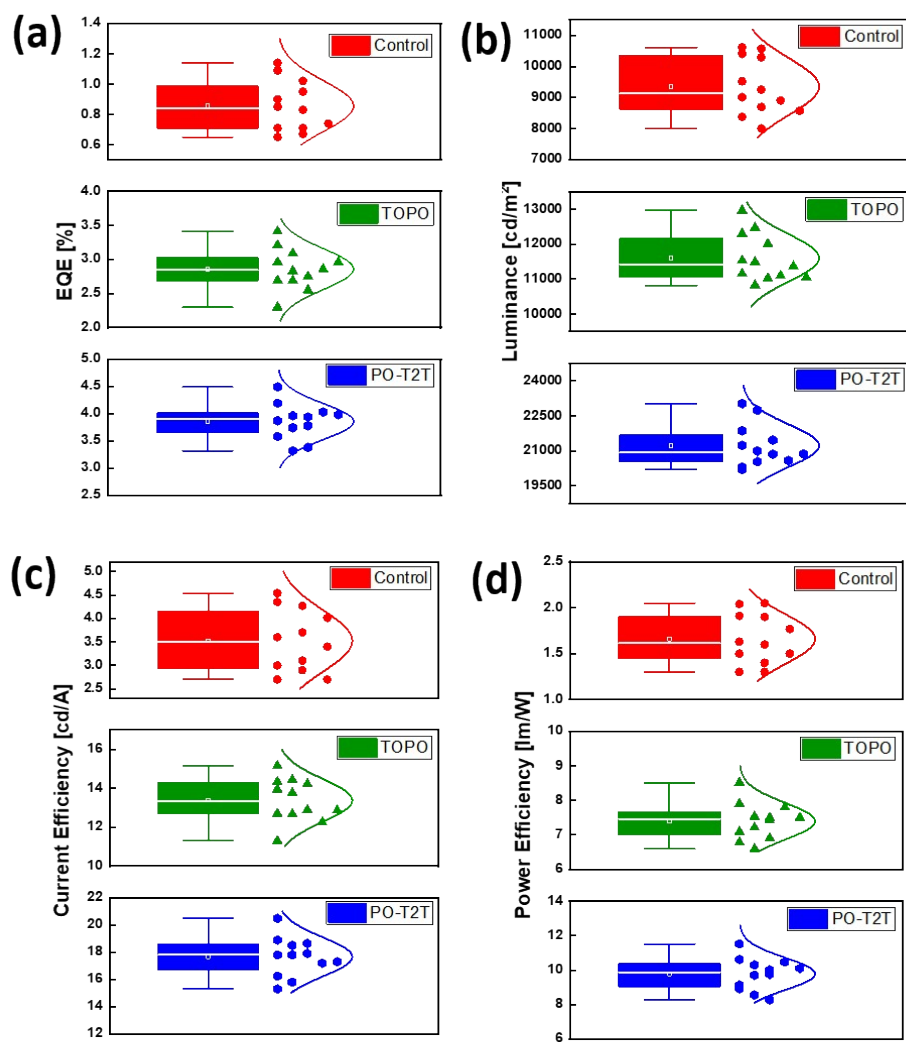 (a)
EQE [%]
1.4
1.2
1.0
0.8
0.6
Control
4.0
3.5
3.0
2.5
2.0
TOPO
5.0
4.5
4.0
3.5
3.0
2.5
PO-T2T
(b)
Luminance [cd/m²]
11000
10000
9000
8000
7000
Control
13000
12000
11000
10000
TOPO
24000
22500
21000
19500
PO-T2T
(c)
Current Efficiency [cd/A]
5.0
4.5
4.0
3.5
3.0
2.5
Control
16
14
12
10
TOPO
22
20
18
16
14
12
PO-T2T
(d)
Power Efficiency [lm/W]
2.5
2.0
1.5
1.0
Control
10
9
8
7
6
TOPO
14
12
10
8
6
PO-T2T